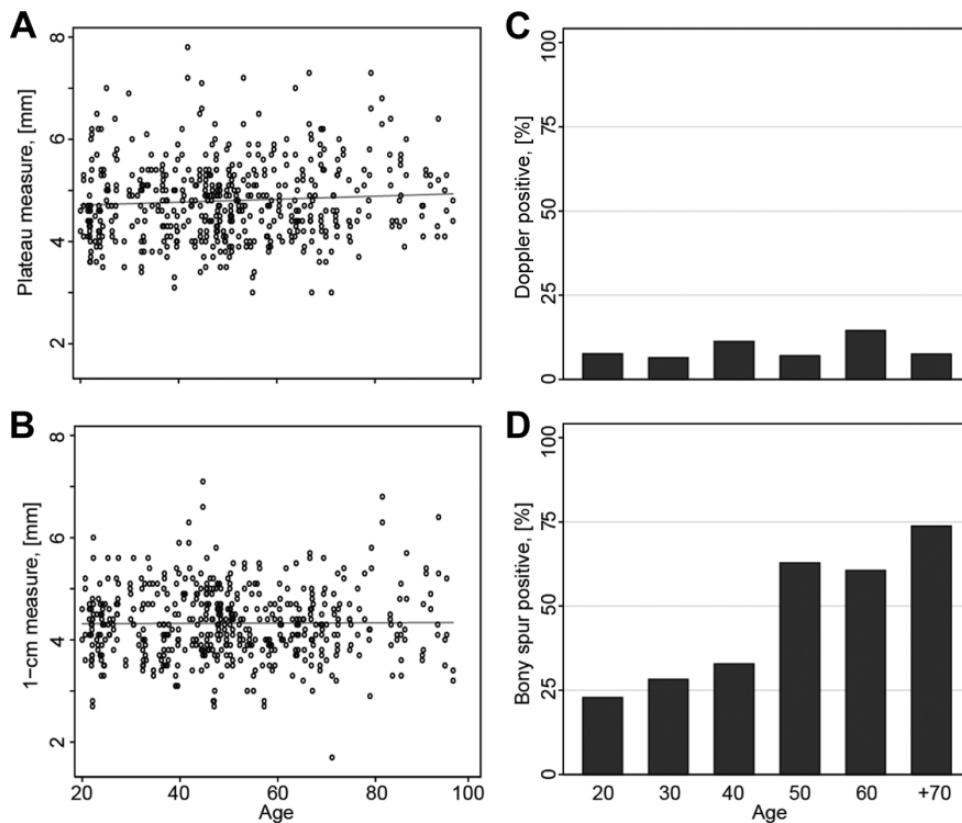 A
Plateau measure, [mm]
8
6
4
2
B
1-cm measure, [mm]
8
6
4
2
20 40 60 80 100
Age
C
Doppler positive, [%]
100
75
50
25
0
D
Bony spur positive, [%]
100
75
50
25
0
20 30 40 50 60 +70
Age